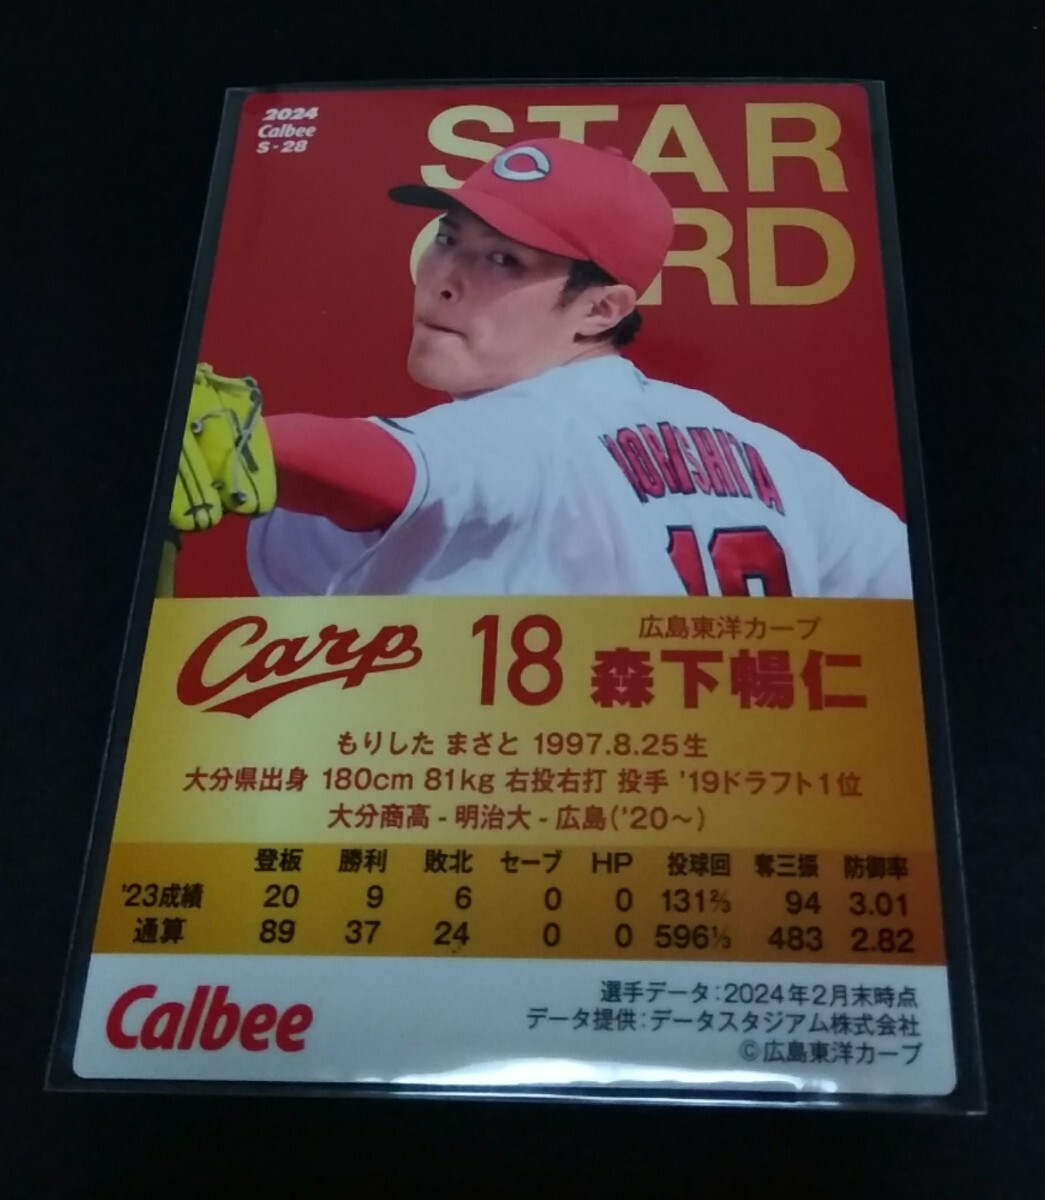 2024
Calbee
S-28
STAR
CARD
MORISHITA
18
Carp 18 広島東洋カープ
森下暢仁
もりした まさと 1997.8.25生
大分県出身 180cm 81kg 右投右打 投手 '19ドラフト1位
大分商高 - 明治大 - 広島('20〜)
登板 勝利 敗北 セーブ HP 投球回 奪三振 防御率
'23成績 20 9 6 0 0 131⅔ 94 3.01
通算 89 37 24 0 0 596⅓ 483 2.82
Calbee
選手データ:2024年2月末時点
データ提供:データスタジアム株式会社
©広島東洋カープ